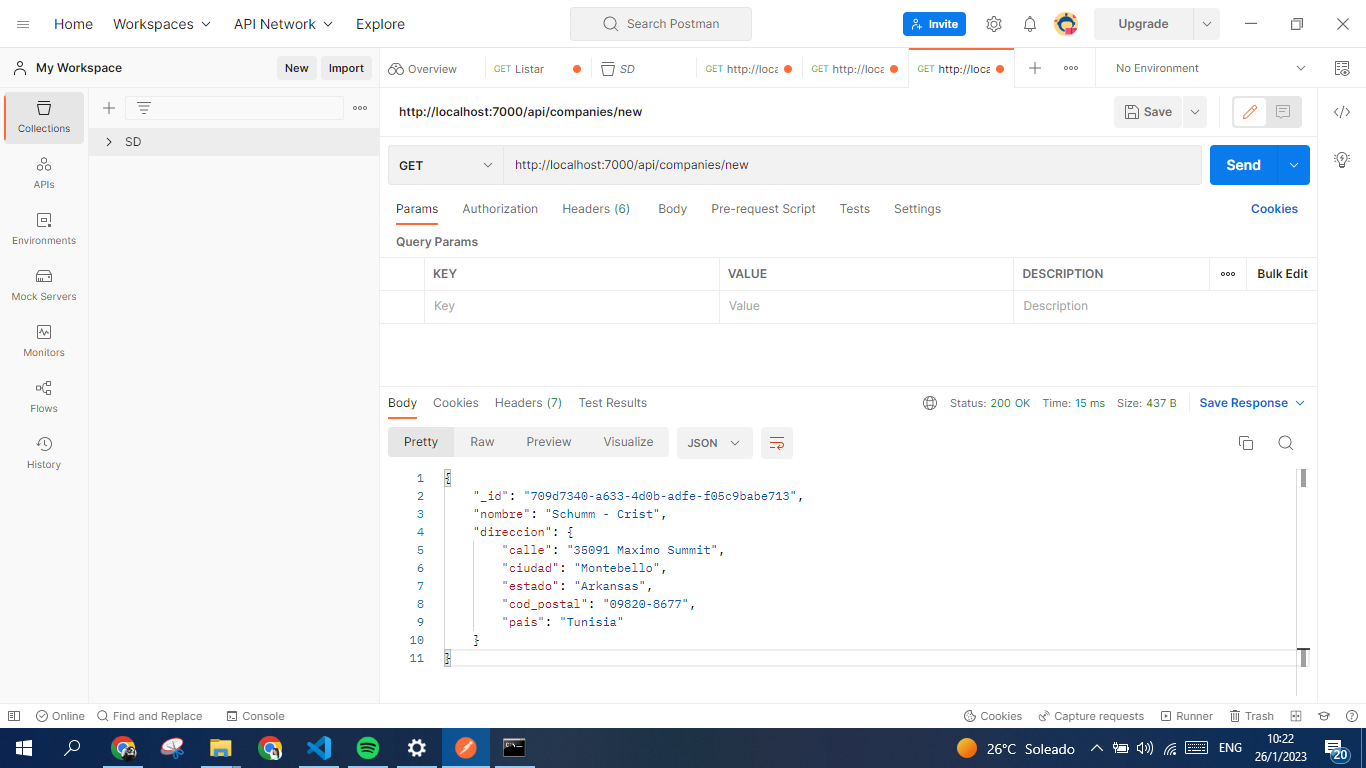 Home Workspaces API Network Explore Search Postman Invite Upgrade
My Workspace New Import Overview GET Listar SD GET http://loca GET http://loca GET http://loca No Environment
Collections
APIs
Environments
Mock Servers
Monitors
Flows
History
SD
http://localhost:7000/api/companies/new Save
GET http://localhost:7000/api/companies/new Send
Params Authorization Headers (6) Body Pre-request Script Tests Settings Cookies
Query Params
KEY VALUE DESCRIPTION Bulk Edit
Key Value Description
Body Cookies Headers (7) Test Results Status: 200 OK Time: 15 ms Size: 437 B Save Response
Pretty Raw Preview Visualize JSON
1 {
2 "_id": "709d7340-a633-4d0b-adfe-f05c9babe713",
3 "nombre": "Schumm - Crist",
4 "direccion": {
5 "calle": "35091 Maximo Summit",
6 "ciudad": "Montebello",
7 "estado": "Arkansas",
8 "cod_postal": "09820-8677",
9 "pais": "Tunisia"
10 }
11 }
Online Find and Replace Console Cookies Capture requests Runner Trash
26°C Soleado ENG 10:22
26/1/2023 20